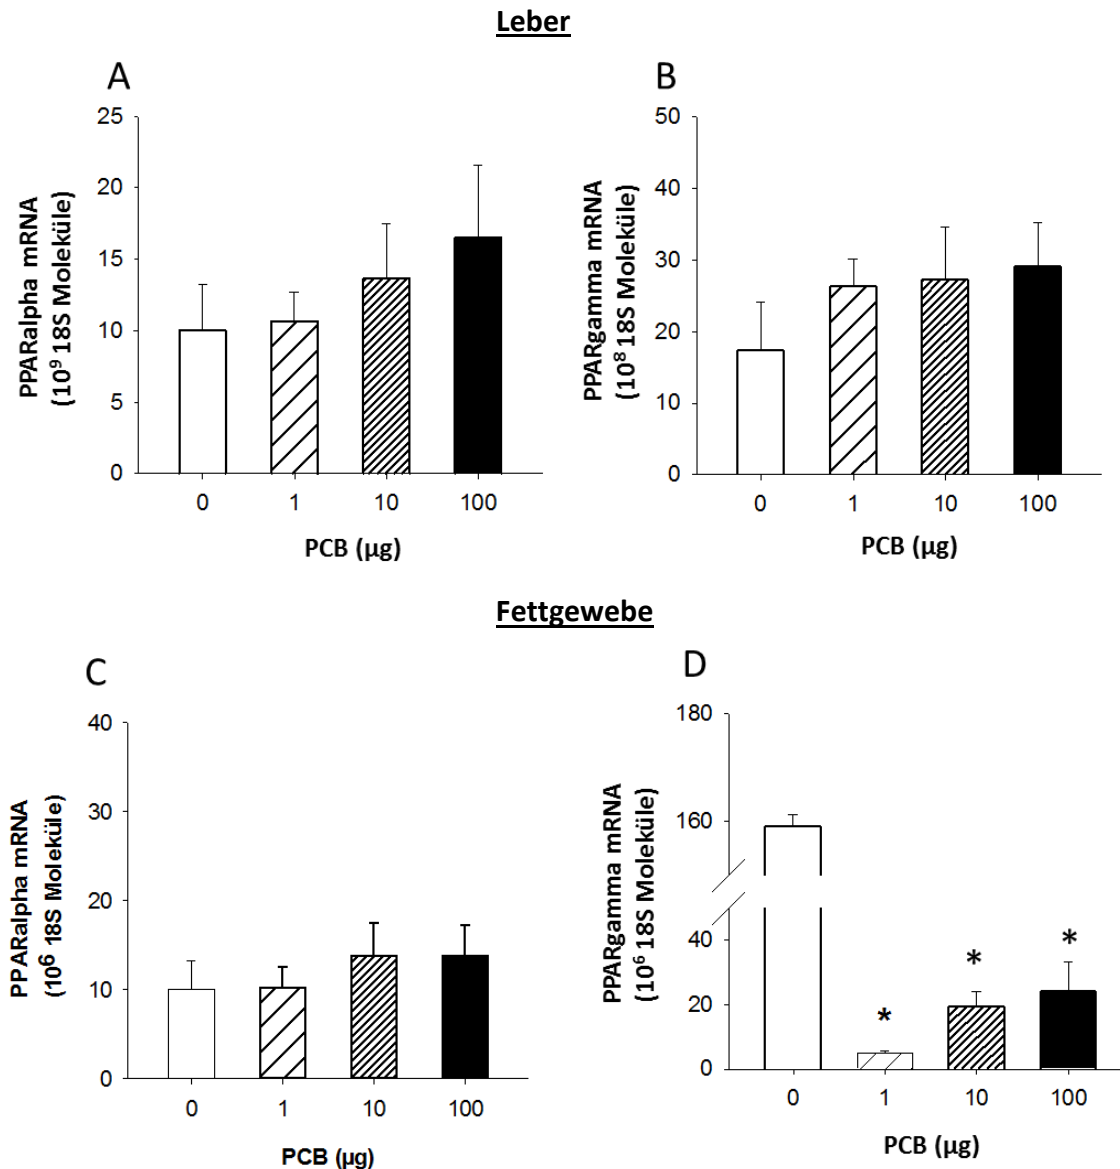 Leber
A
PPARalpha mRNA
(10⁹ 18S Moleküle)
25
20
15
10
5
0
0 1 10 100
PCB (µg)
B
PPARgamma mRNA
(10⁸ 18S Moleküle)
50
40
30
20
10
0
0 1 10 100
PCB (µg)
Fettgewebe
C
PPARalpha mRNA
(10⁶ 18S Moleküle)
40
30
20
10
0
0 1 10 100
PCB (µg)
D
PPARgamma mRNA
(10⁶ 18S Moleküle)
180
160
40
20
0
* * *
0 1 10 100
PCB (µg)